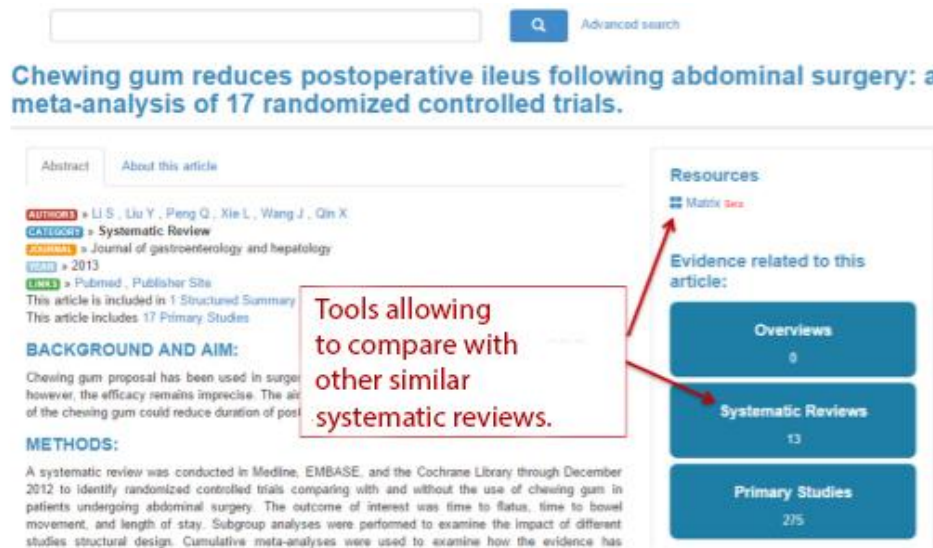 Advanced search
Chewing gum reduces postoperative ileus following abdominal surgery: a
meta-analysis of 17 randomized controlled trials.
Abstract
About this article
AUTHORS » Li S , Liu Y , Peng Q , Xie L , Wang J , Qin X
CATEGORY » Systematic Review
JOURNAL » Journal of gastroenterology and hepatology
YEAR » 2013
LINKS » Pubmed , Publisher Site
This article is included in 1 Structured Summary
This article includes 17 Primary Studies
BACKGROUND AND AIM:
Chewing gum proposal has been used in surger
however, the efficacy remains imprecise. The aim
of the chewing gum could reduce duration of post
METHODS:
A systematic review was conducted in Medline, EMBASE, and the Cochrane Library through December
2012 to identify randomized controlled trials comparing with and without the use of chewing gum in
patients undergoing abdominal surgery. The outcome of interest was time to flatus, time to bowel
movement, and length of stay. Subgroup analyses were performed to examine the impact of different
studies structural design. Cumulative meta-analyses were used to examine how the evidence has
Tools allowing
to compare with
other similar
systematic reviews.
Resources
Matrix Beta
Evidence related to this
article:
Overviews
0
Systematic Reviews
13
Primary Studies
275